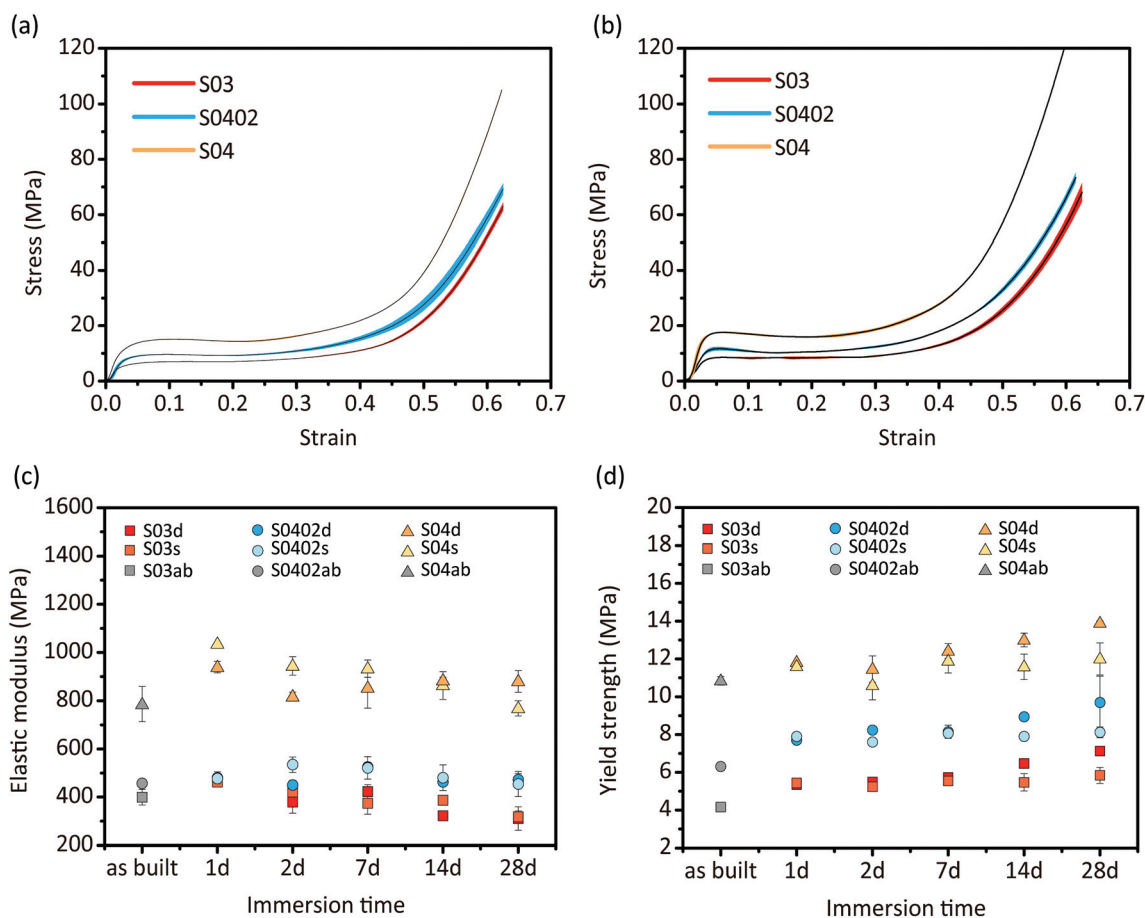 (a)
(b)
120
100
80
60
40
20
0
Stress (MPa)
S03
S0402
S04
0.0 0.1 0.2 0.3 0.4 0.5 0.6 0.7
Strain
120
100
80
60
40
20
0
Stress (MPa)
S03
S0402
S04
0.0 0.1 0.2 0.3 0.4 0.5 0.6 0.7
Strain
(c)
(d)
1600
1400
1200
1000
800
600
400
200
Elastic modulus (MPa)
S03d S0402d S04d
S03s S0402s S04s
S03ab S0402ab S04ab
as built 1d 2d 7d 14d 28d
Immersion time
20
18
16
14
12
10
8
6
4
2
Yield strength (MPa)
S03d S0402d S04d
S03s S0402s S04s
S03ab S0402ab S04ab
as built 1d 2d 7d 14d 28d
Immersion time